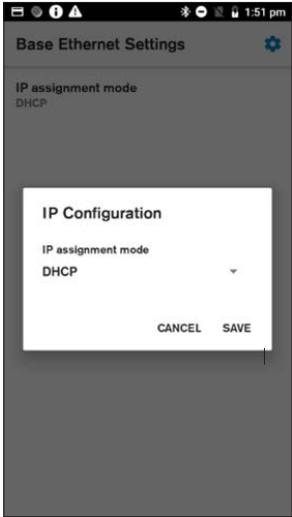 1:51 pm
Base Ethernet Settings
IP assignment mode
DHCP
IP Configuration
IP assignment mode
DHCP
CANCEL SAVE